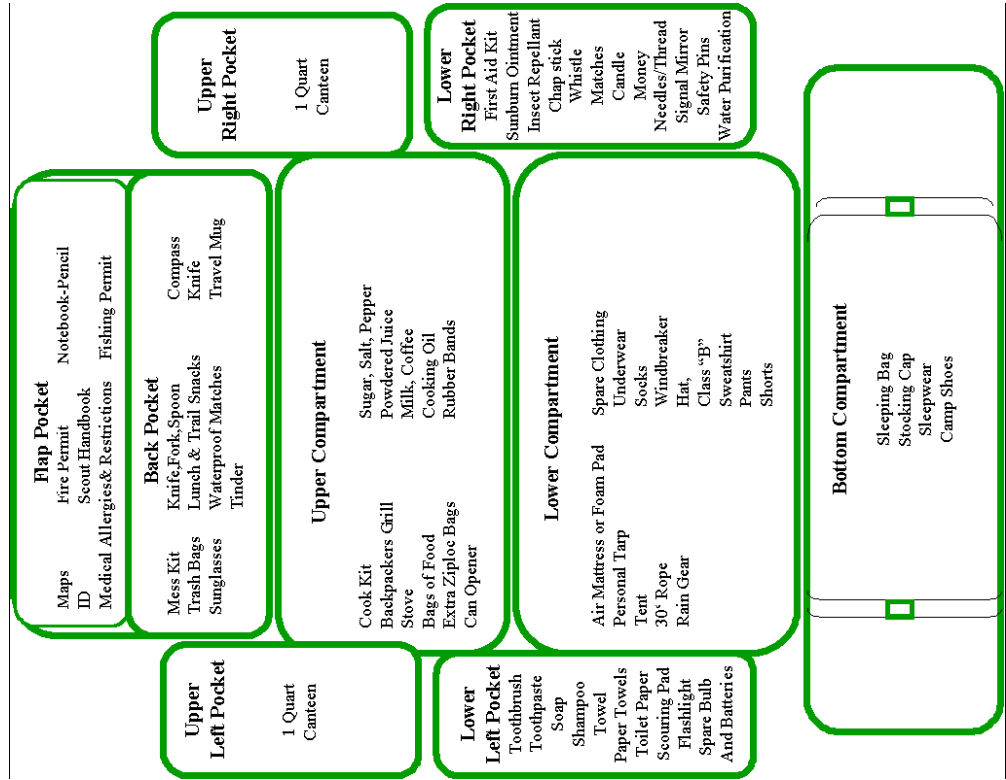 Flap Pocket
Maps Fire Permit Notebook-Pencil
ID Scout Handbook
Medical Allergies& Restrictions Fishing Permit
Back Pocket
Mess Kit Knife,Fork,Spoon Compass
Trash Bags Lunch & Trail Snacks Knife
Sunglasses Waterproof Matches Travel Mug
Tinder
Upper
Left Pocket
1 Quart
Canteen
Upper
Right Pocket
1 Quart
Canteen
Upper Compartment
Cook Kit Sugar, Salt, Pepper
Backpackers Grill Powdered Juice
Stove Milk, Coffee
Bags of Food Cooking Oil
Extra Ziploc Bags Rubber Bands
Can Opener
Lower
Left Pocket
Toothbrush
Toothpaste
Soap
Shampoo
Towel
Paper Towels
Toilet Paper
Scouring Pad
Flashlight
Spare Bulb
And Batteries
Lower
Right Pocket
First Aid Kit
Sunburn Ointment
Insect Repellant
Chap stick
Whistle
Matches
Candle
Money
Needles/Thread
Signal Mirror
Safety Pins
Water Purification
Lower Compartment
Air Mattress or Foam Pad Spare Clothing
Personal Tarp Underwear
Tent Socks
30‘ Rope Windbreaker
Rain Gear Hat,
Class “B”
Sweatshirt
Pants
Shorts
Bottom Compartment
Sleeping Bag
Stocking Cap
Sleepwear
Camp Shoes